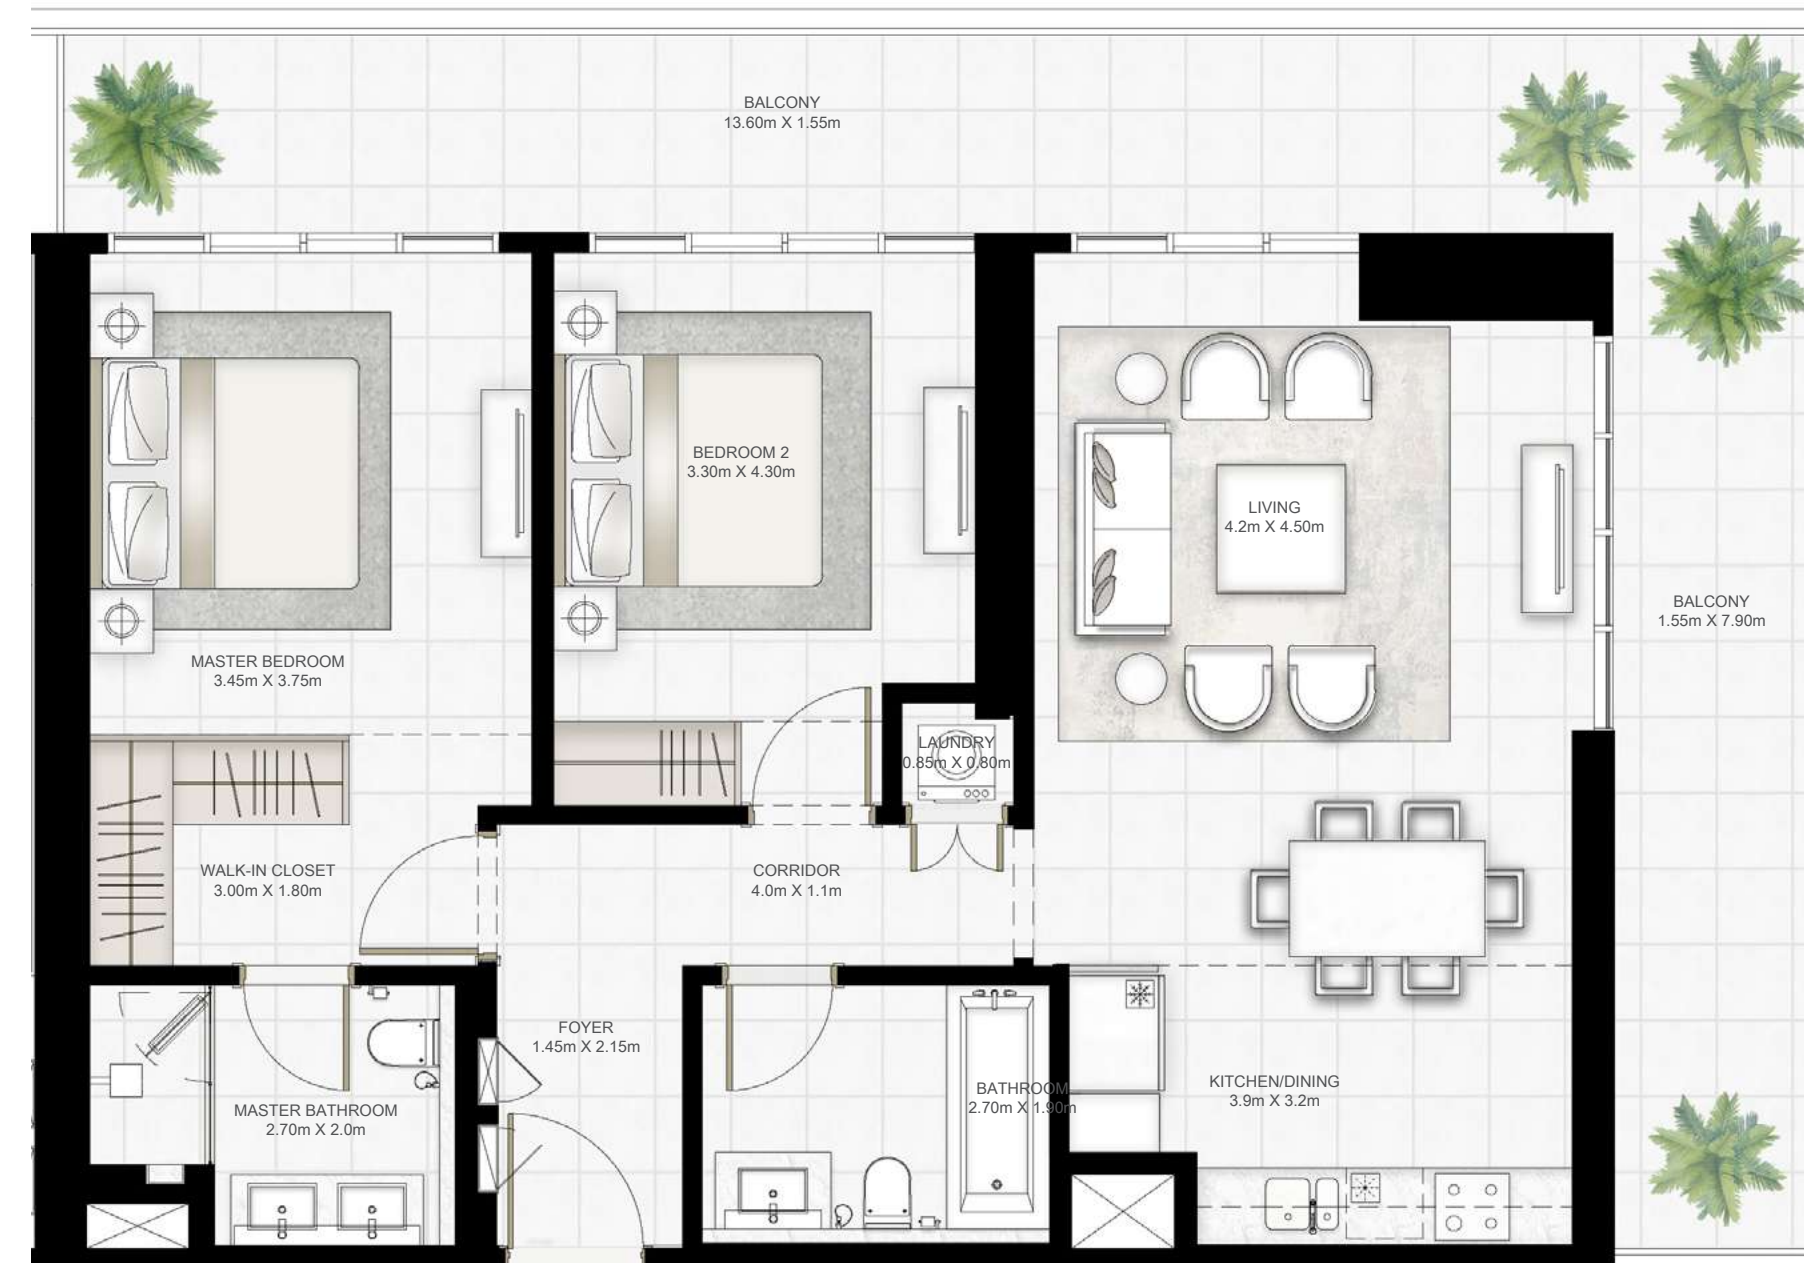 BALCONY
13.60m X 1.55m
BEDROOM 2
3.30m X 4.30m
LIVING
4.2m X 4.50m
BALCONY
1.55m X 7.90m
MASTER BEDROOM
3.45m X 3.75m
LAUNDRY
0.85m X 0.80m
WALK-IN CLOSET
3.00m X 1.80m
CORRIDOR
4.0m X 1.1m
FOYER
1.45m X 2.15m
BATHROOM
2.70m X 1.90m
KITCHEN/DINING
3.9m X 3.2m
MASTER BATHROOM
2.70m X 2.0m